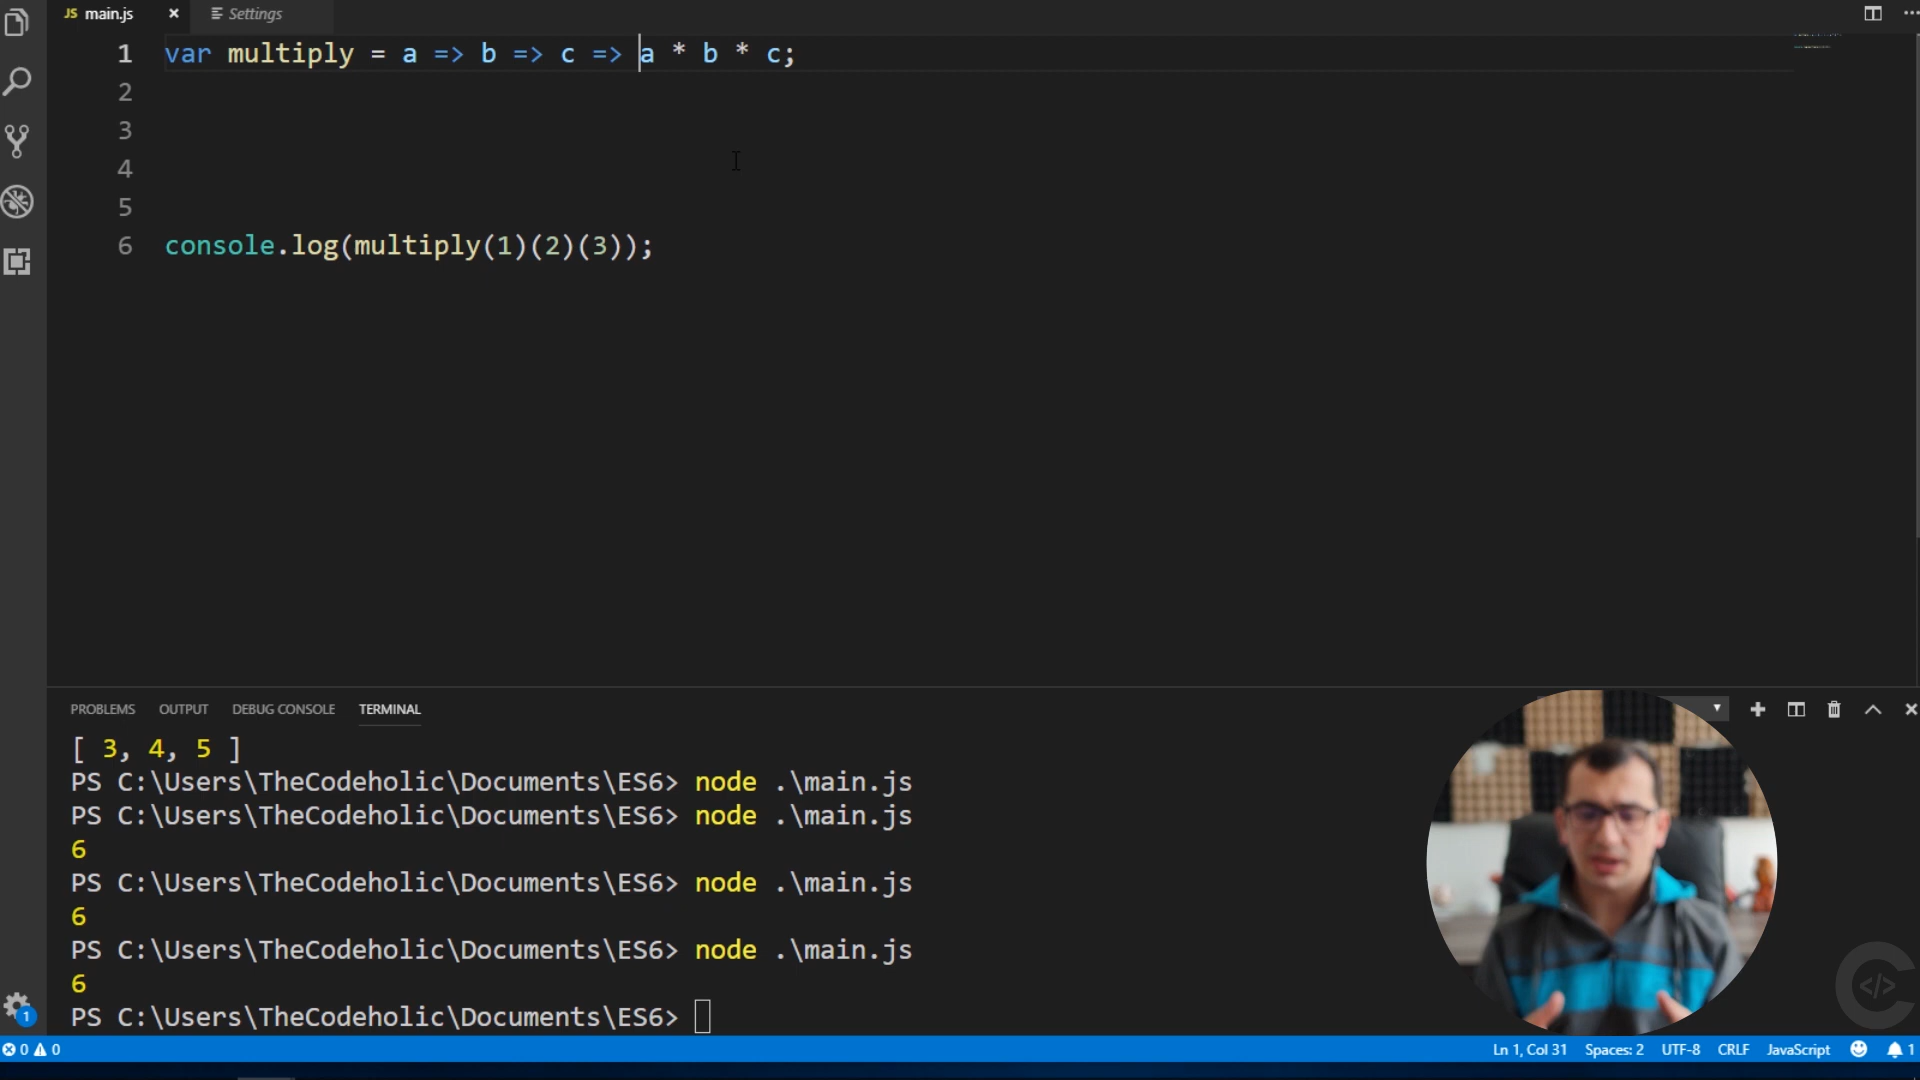 JS main.js × Settings
1 var multiply = a => b => c => a * b * c;
2
3
4
5
6 console.log(multiply(1)(2)(3));
PROBLEMS OUTPUT DEBUG CONSOLE TERMINAL
[ 3, 4, 5 ]
PS C:\Users\TheCodeholic\Documents\ES6> node .\main.js
PS C:\Users\TheCodeholic\Documents\ES6> node .\main.js
6
PS C:\Users\TheCodeholic\Documents\ES6> node .\main.js
6
PS C:\Users\TheCodeholic\Documents\ES6> node .\main.js
6
PS C:\Users\TheCodeholic\Documents\ES6>
1
0 0 Ln 1, Col 31 Spaces: 2 UTF-8 CRLF JavaScript 1